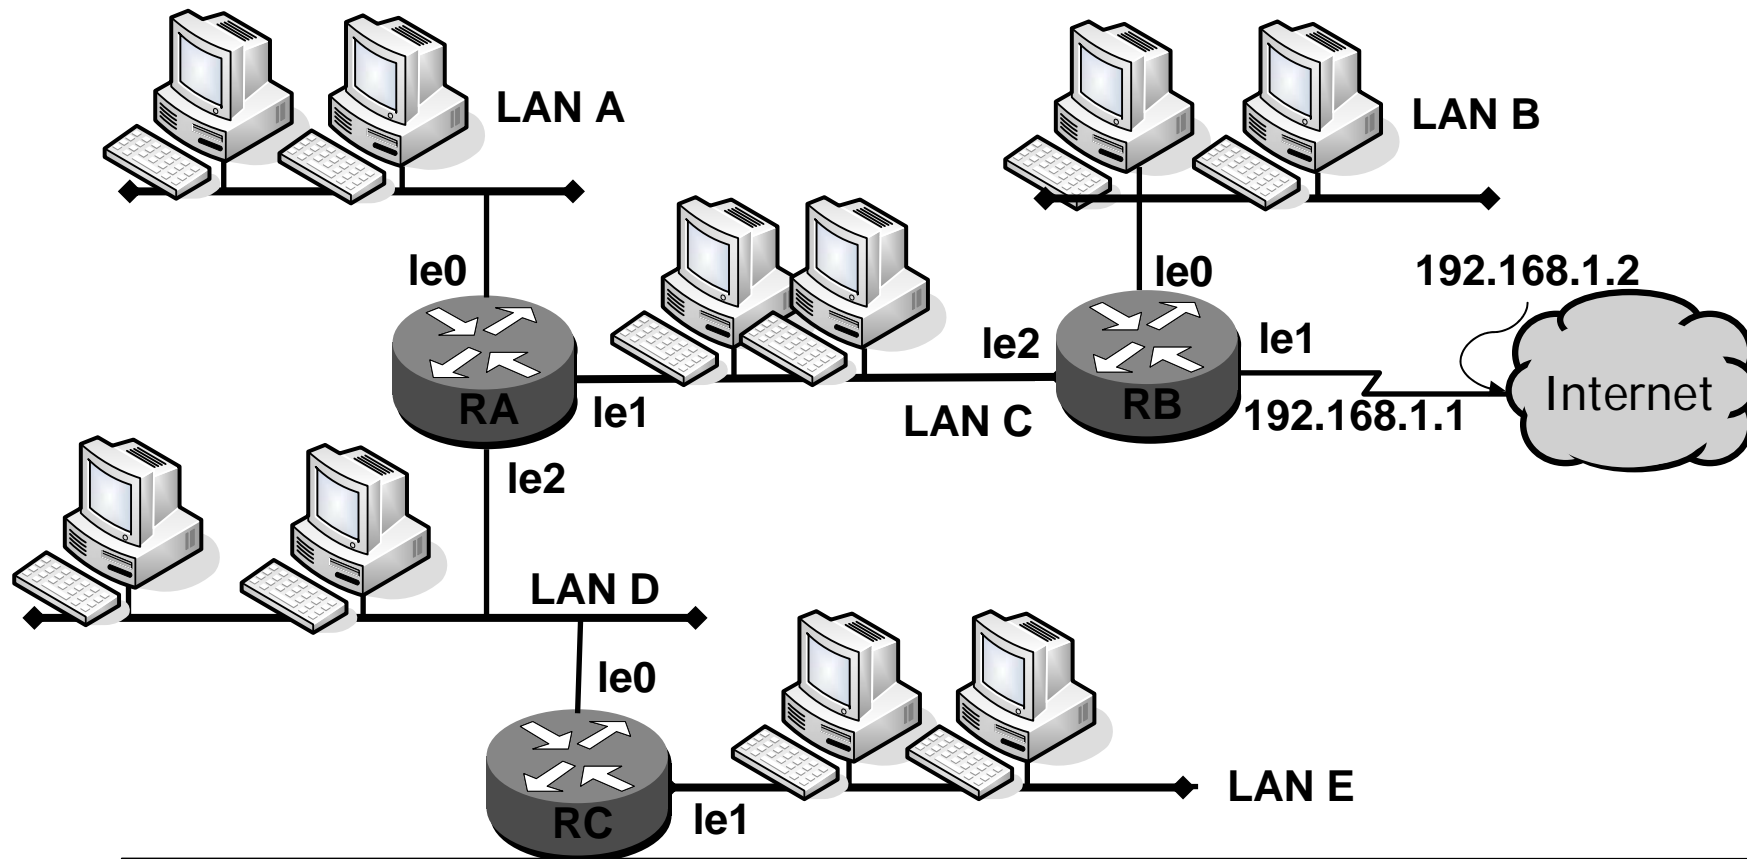 LAN A
LAN B
le0
le0
192.168.1.2
le2
le1
RA
le1
LAN C
RB
192.168.1.1
Internet
le2
LAN D
le0
RC
le1
LAN E